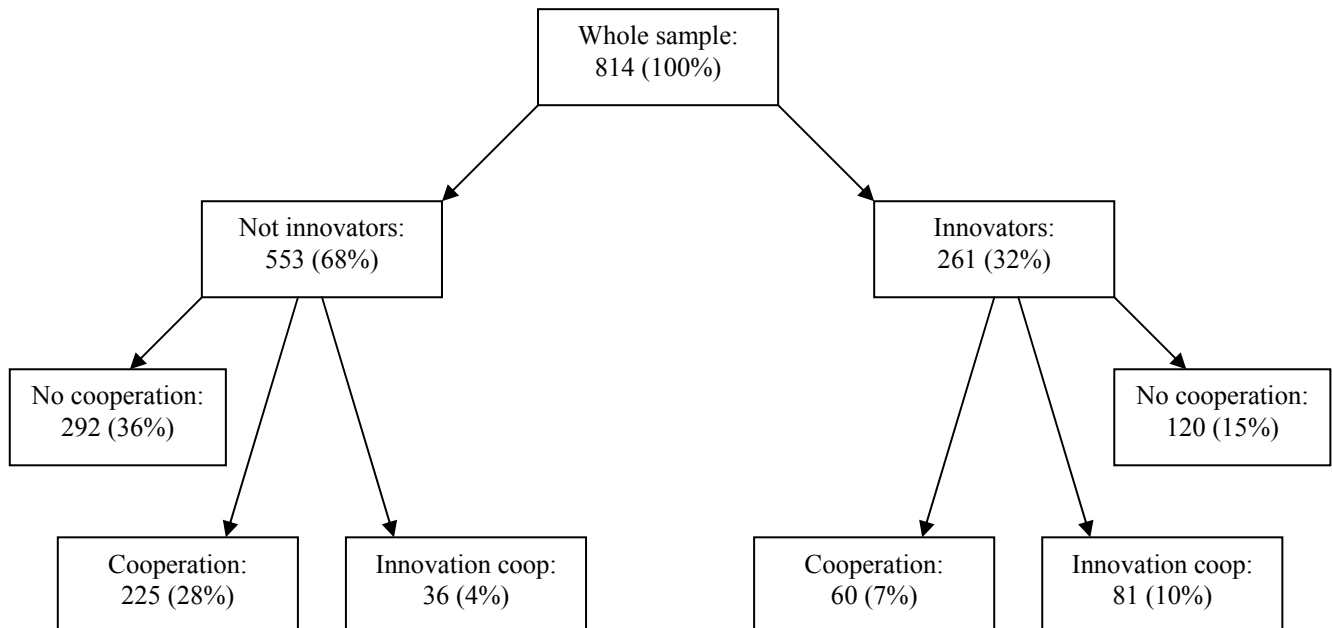 Whole sample:
814 (100%)
Not innovators:
553 (68%)
Innovators:
261 (32%)
No cooperation:
292 (36%)
No cooperation:
120 (15%)
Cooperation:
225 (28%)
Innovation coop:
36 (4%)
Cooperation:
60 (7%)
Innovation coop:
81 (10%)